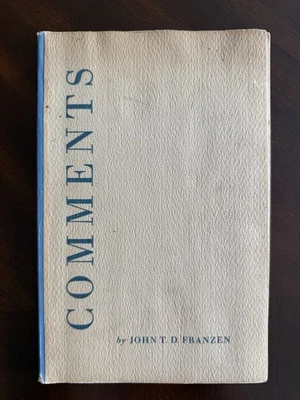 COMMENTS
by JOHN T. D. FRANZEN